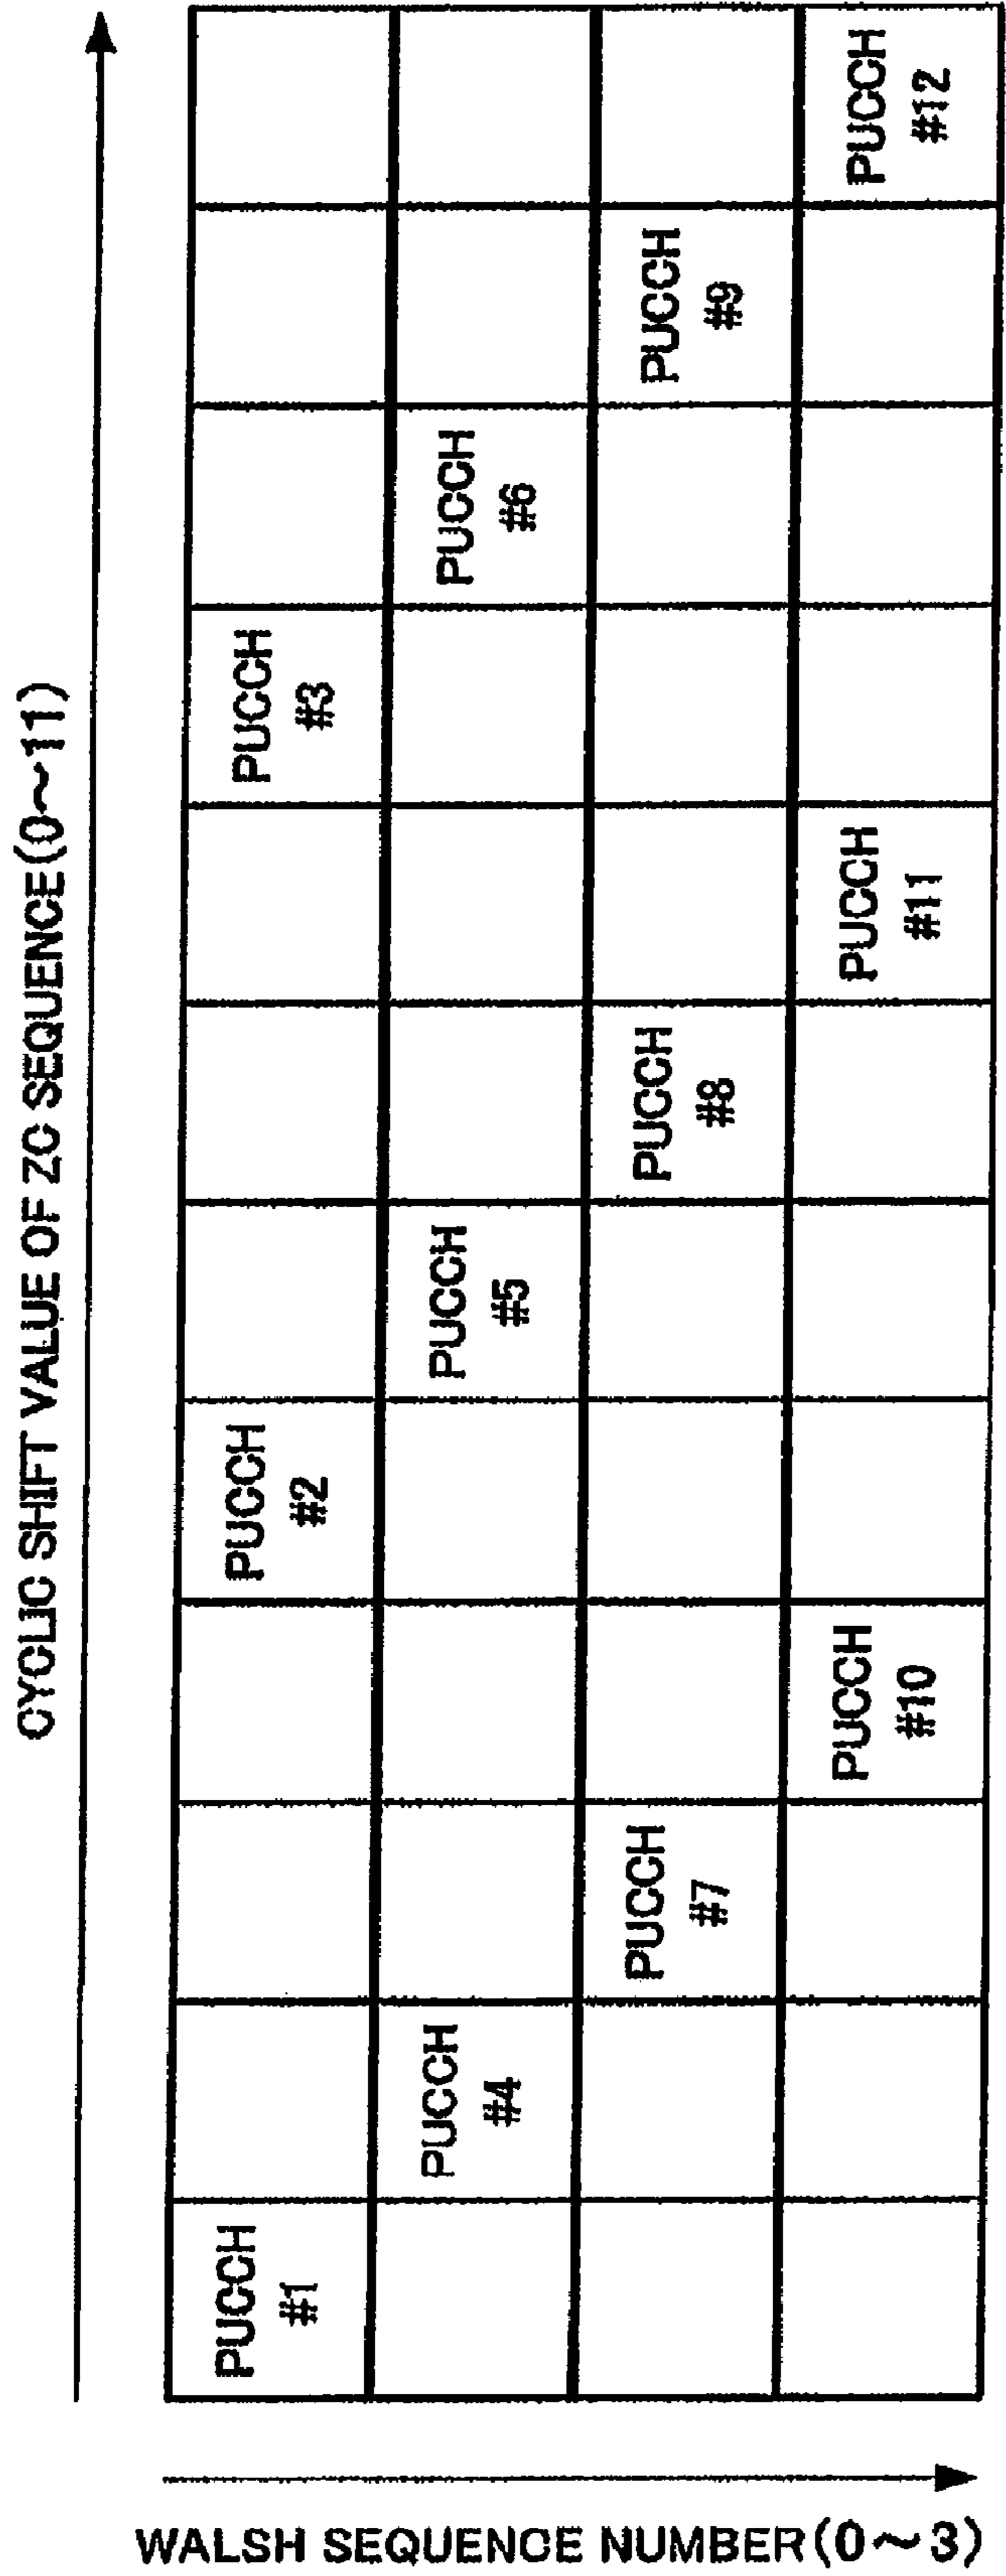 CYCLIC SHIFT VALUE OF ZC SEQUENCE(0~11)
WALSH SEQUENCE NUMBER(0~3)
PUCCH
#1
PUCCH
#2
PUCCH
#3
PUCCH
#4
PUCCH
#5
PUCCH
#6
PUCCH
#7
PUCCH
#8
PUCCH
#9
PUCCH
#10
PUCCH
#11
PUCCH
#12